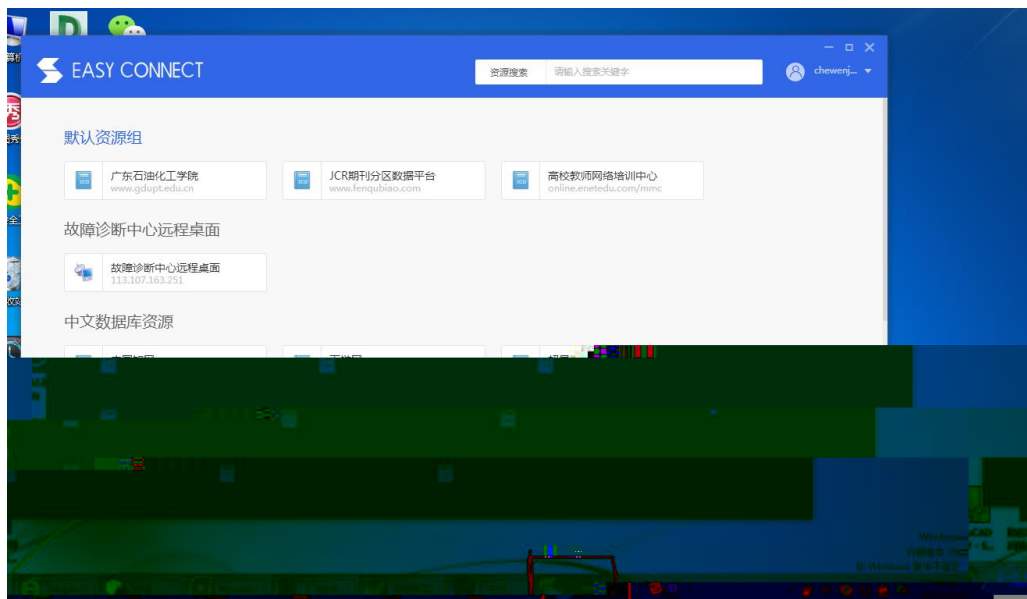 EASY CONNECT
资源搜索 请输入搜索关键字
chewenj...
默认资源组
广东石油化工学院
www.gdupt.edu.cn
JCR期刊分区数据平台
www.fenqubiao.com
高校教师网络培训中心
online.enetedu.com/mmc
故障诊断中心远程桌面
故障诊断中心远程桌面
113.107.163.251
中文数据库资源
Windows